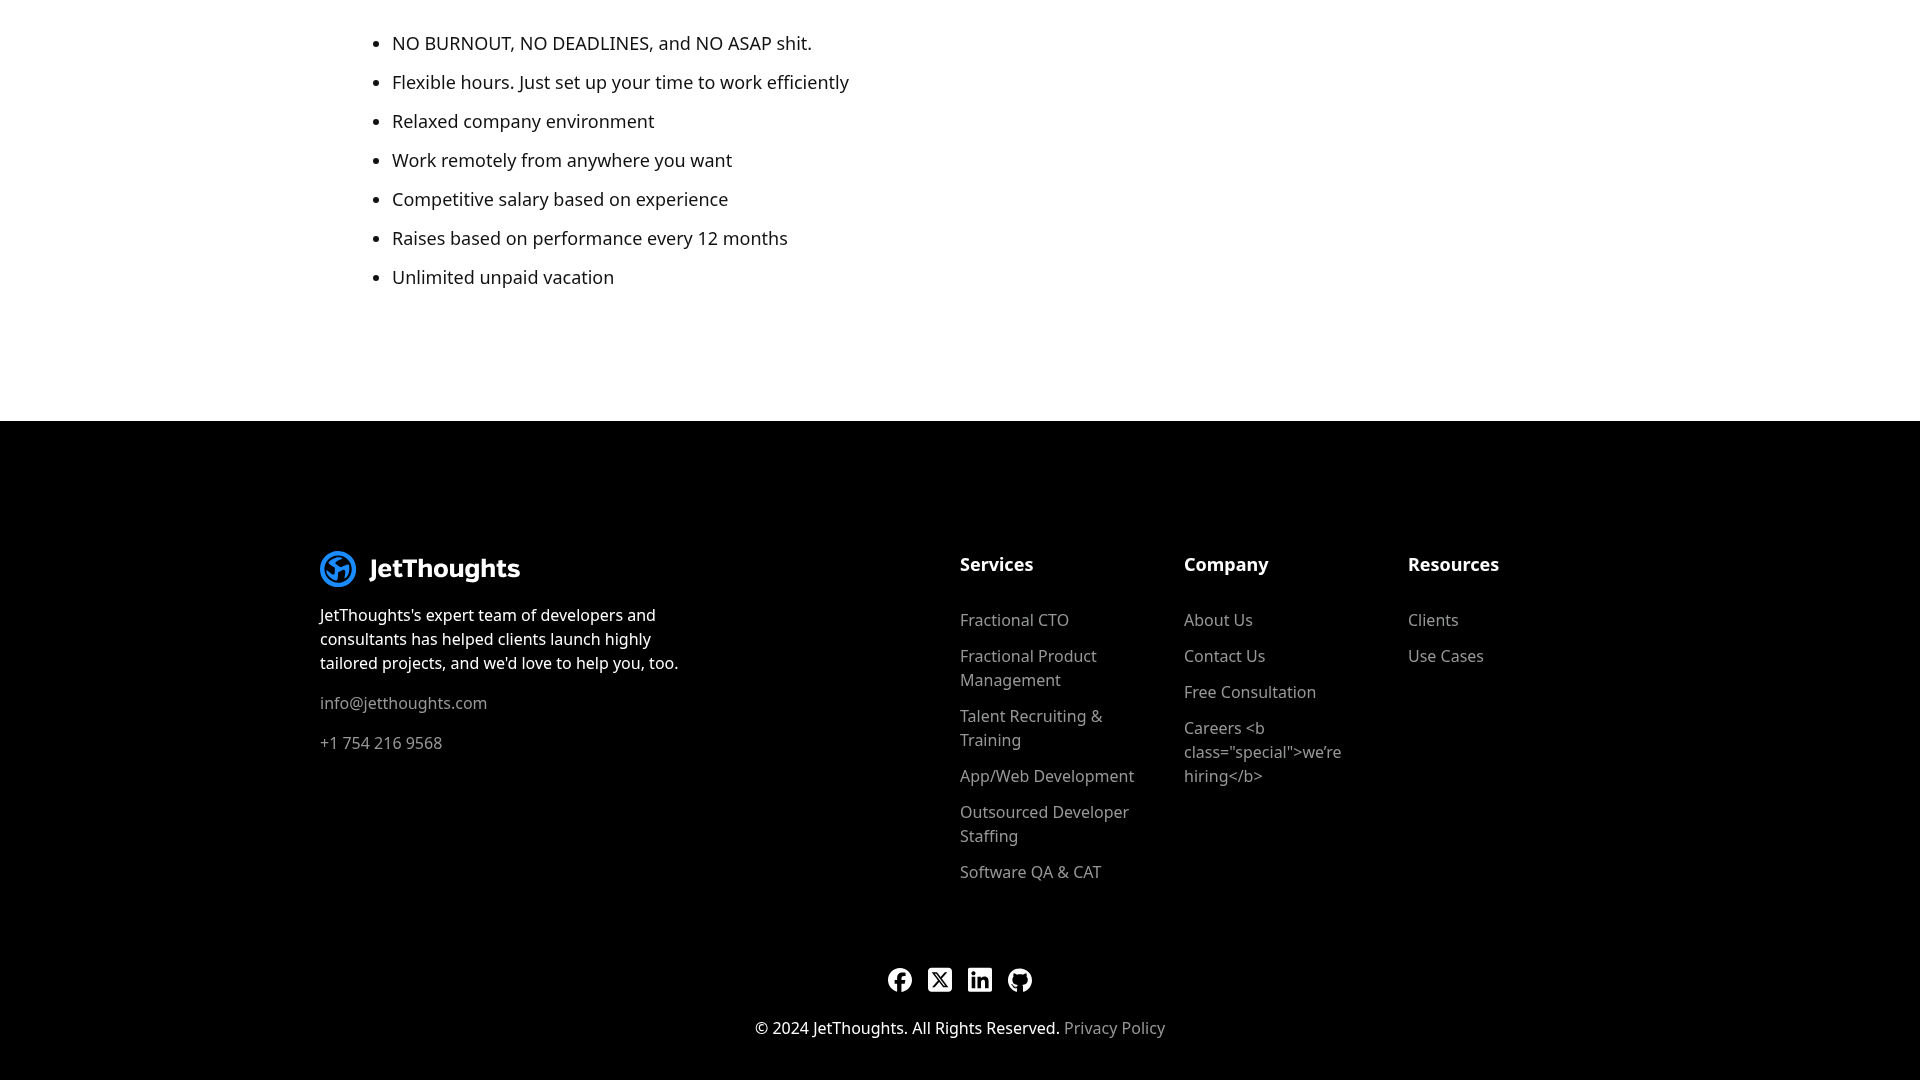 NO BURNOUT, NO DEADLINES, and NO ASAP shit.
Flexible hours. Just set up your time to work efficiently
Relaxed company environment
Work remotely from anywhere you want
Competitive salary based on experience
Raises based on performance every 12 months
Unlimited unpaid vacation
JetThoughts
JetThoughts's expert team of developers and
consultants has helped clients launch highly
tailored projects, and we'd love to help you, too.
info@jetthoughts.com
+1 754 216 9568
Services
Fractional CTO
Fractional Product
Management
Talent Recruiting &
Training
App/Web Development
Outsourced Developer
Staffing
Software QA & CAT
Company
About Us
Contact Us
Free Consultation
Careers <b
class="special">we’re
hiring</b>
Resources
Clients
Use Cases
© 2024 JetThoughts. All Rights Reserved. Privacy Policy